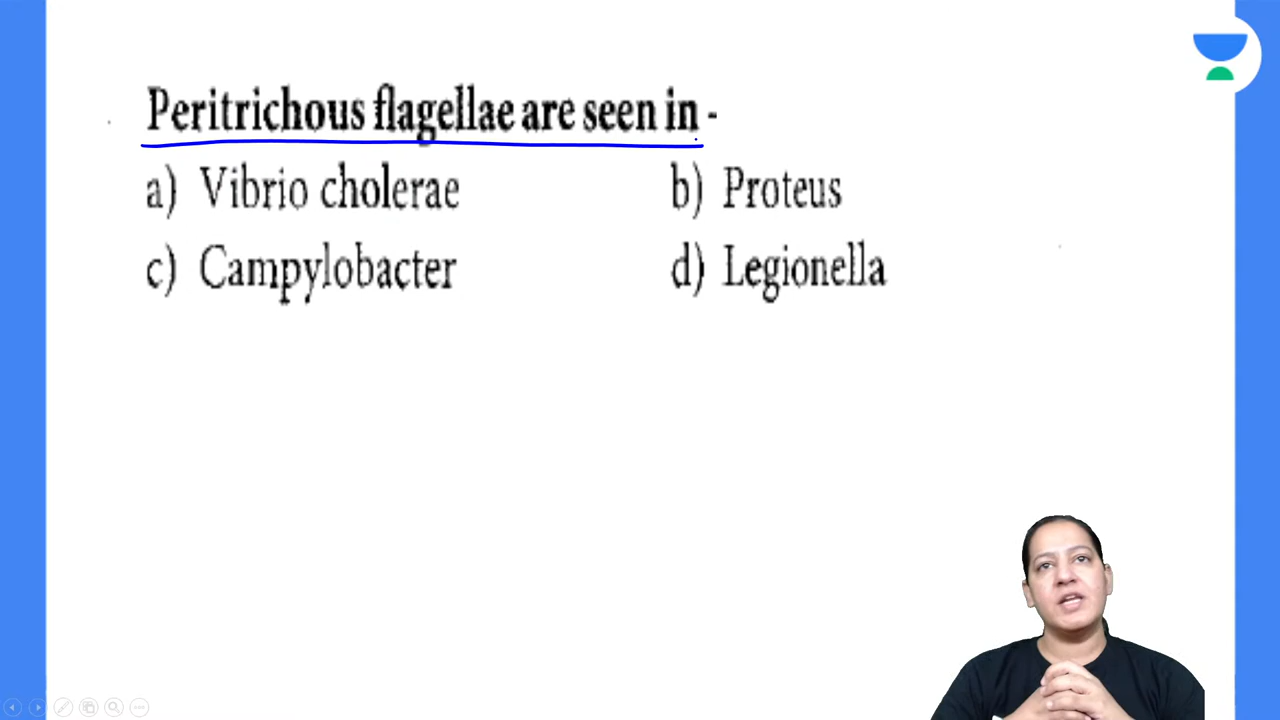 Peritrichous flagellae are seen in -
a) Vibrio cholerae b) Proteus
c) Campylobacter d) Legionella